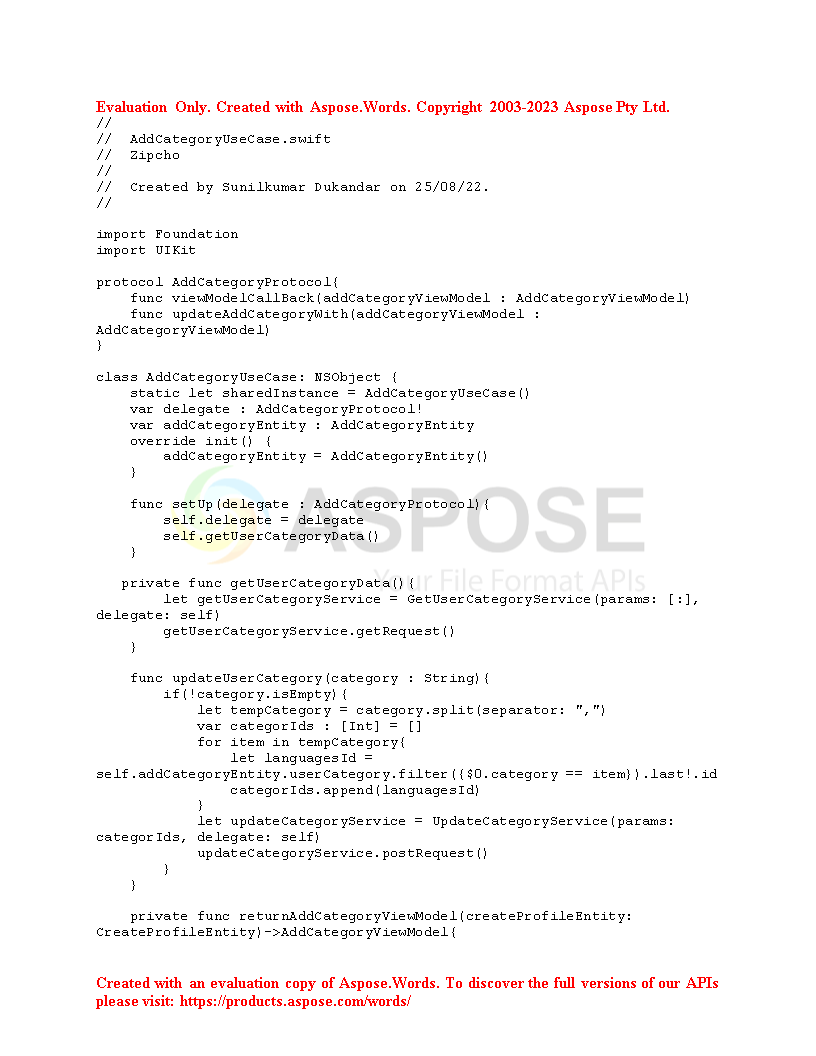 Evaluation Only. Created with Aspose.Words. Copyright 2003-2023 Aspose Pty Ltd.
//
//  AddCategoryUseCase.swift
//  Zipcho
//
//  Created by Sunilkumar Dukandar on 25/08/22.
//
import Foundation
import UIKit
protocol AddCategoryProtocol{
    func viewModelCallBack(addCategoryViewModel : AddCategoryViewModel)
    func updateAddCategoryWith(addCategoryViewModel :
AddCategoryViewModel)
}
class AddCategoryUseCase: NSObject {
    static let sharedInstance = AddCategoryUseCase()
    var delegate : AddCategoryProtocol!
    var addCategoryEntity : AddCategoryEntity
    override init() {
        addCategoryEntity = AddCategoryEntity()
    }
    func setUp(delegate : AddCategoryProtocol){
        self.delegate = delegate
        self.getUserCategoryData()
    }
ASPOSE
Your File Format APIs
   private func getUserCategoryData(){
        let getUserCategoryService = GetUserCategoryService(params: [:],
delegate: self)
        getUserCategoryService.getRequest()
    }
    func updateUserCategory(category : String){
        if(!category.isEmpty){
            let tempCategory = category.split(separator: ",")
            var categorIds : [Int] = []
            for item in tempCategory{
                let languagesId =
self.addCategoryEntity.userCategory.filter({$0.category == item}).last!.id
                categorIds.append(languagesId)
            }
            let updateCategoryService = UpdateCategoryService(params:
categorIds, delegate: self)
            updateCategoryService.postRequest()
        }
    }
    private func returnAddCategoryViewModel(createProfileEntity:
CreateProfileEntity)->AddCategoryViewModel{
Created with an evaluation copy of Aspose.Words. To discover the full versions of our APIs
please visit: https://products.aspose.com/words/